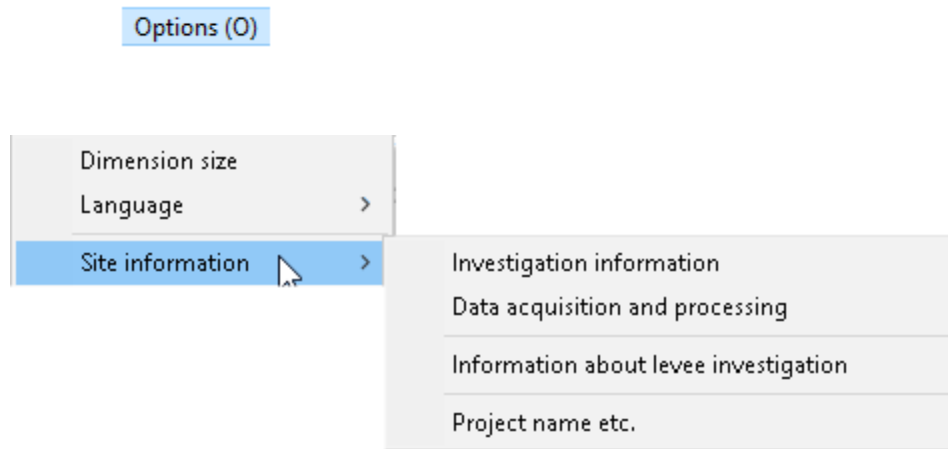 Options (O)
Dimension size
Language
Site information
Investigation information
Data acquisition and processing
Information about levee investigation
Project name etc.